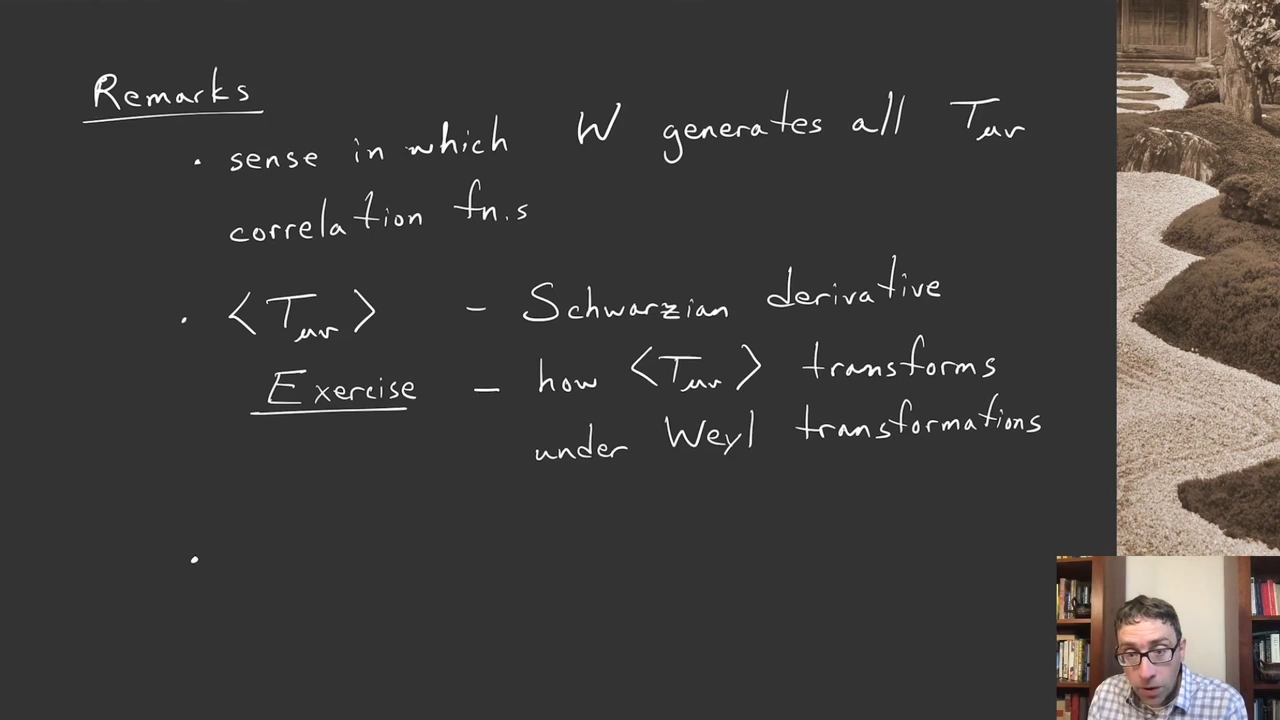 Remarks
· sense in which W generates all Tμν
correlation fn.s
· <Tμν> - Schwarzian derivative
Exercise - how <Tμν> transforms
under Weyl transformations
·